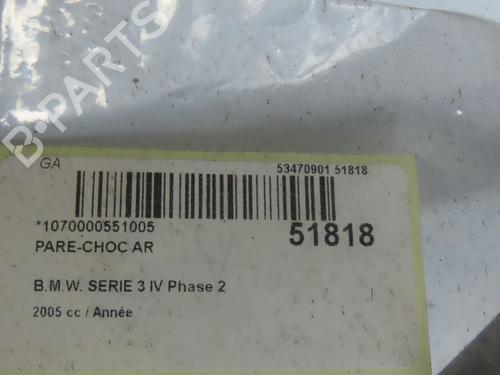 B-PARTS
GA
53470901 51818
*1070000551005
51818
PARE-CHOC AR
B.M.W. SERIE 3 IV Phase 2
2005 cc / Année